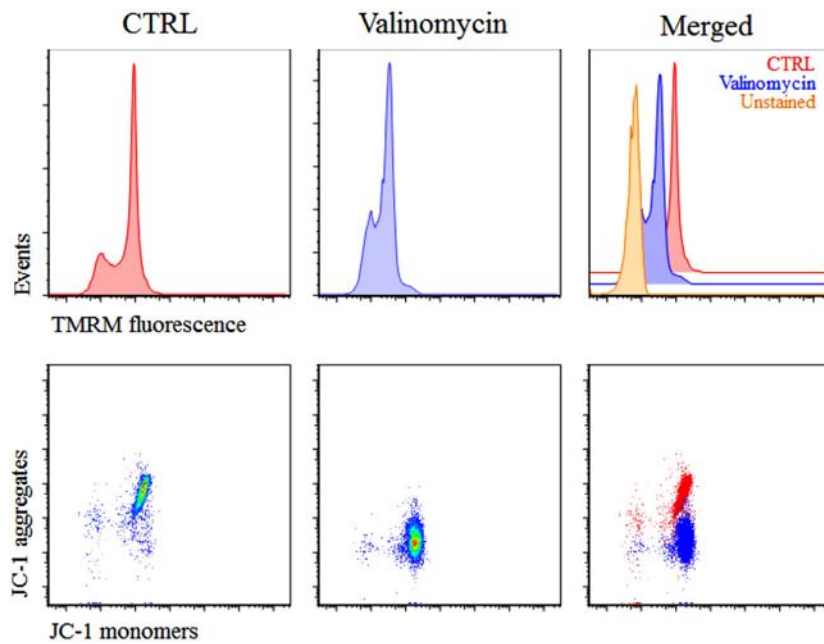 CTRL
Valinomycin
Merged
CTRL
Valinomycin
Unstained
Events
TMRM fluorescence
JC-1 aggregates
JC-1 monomers